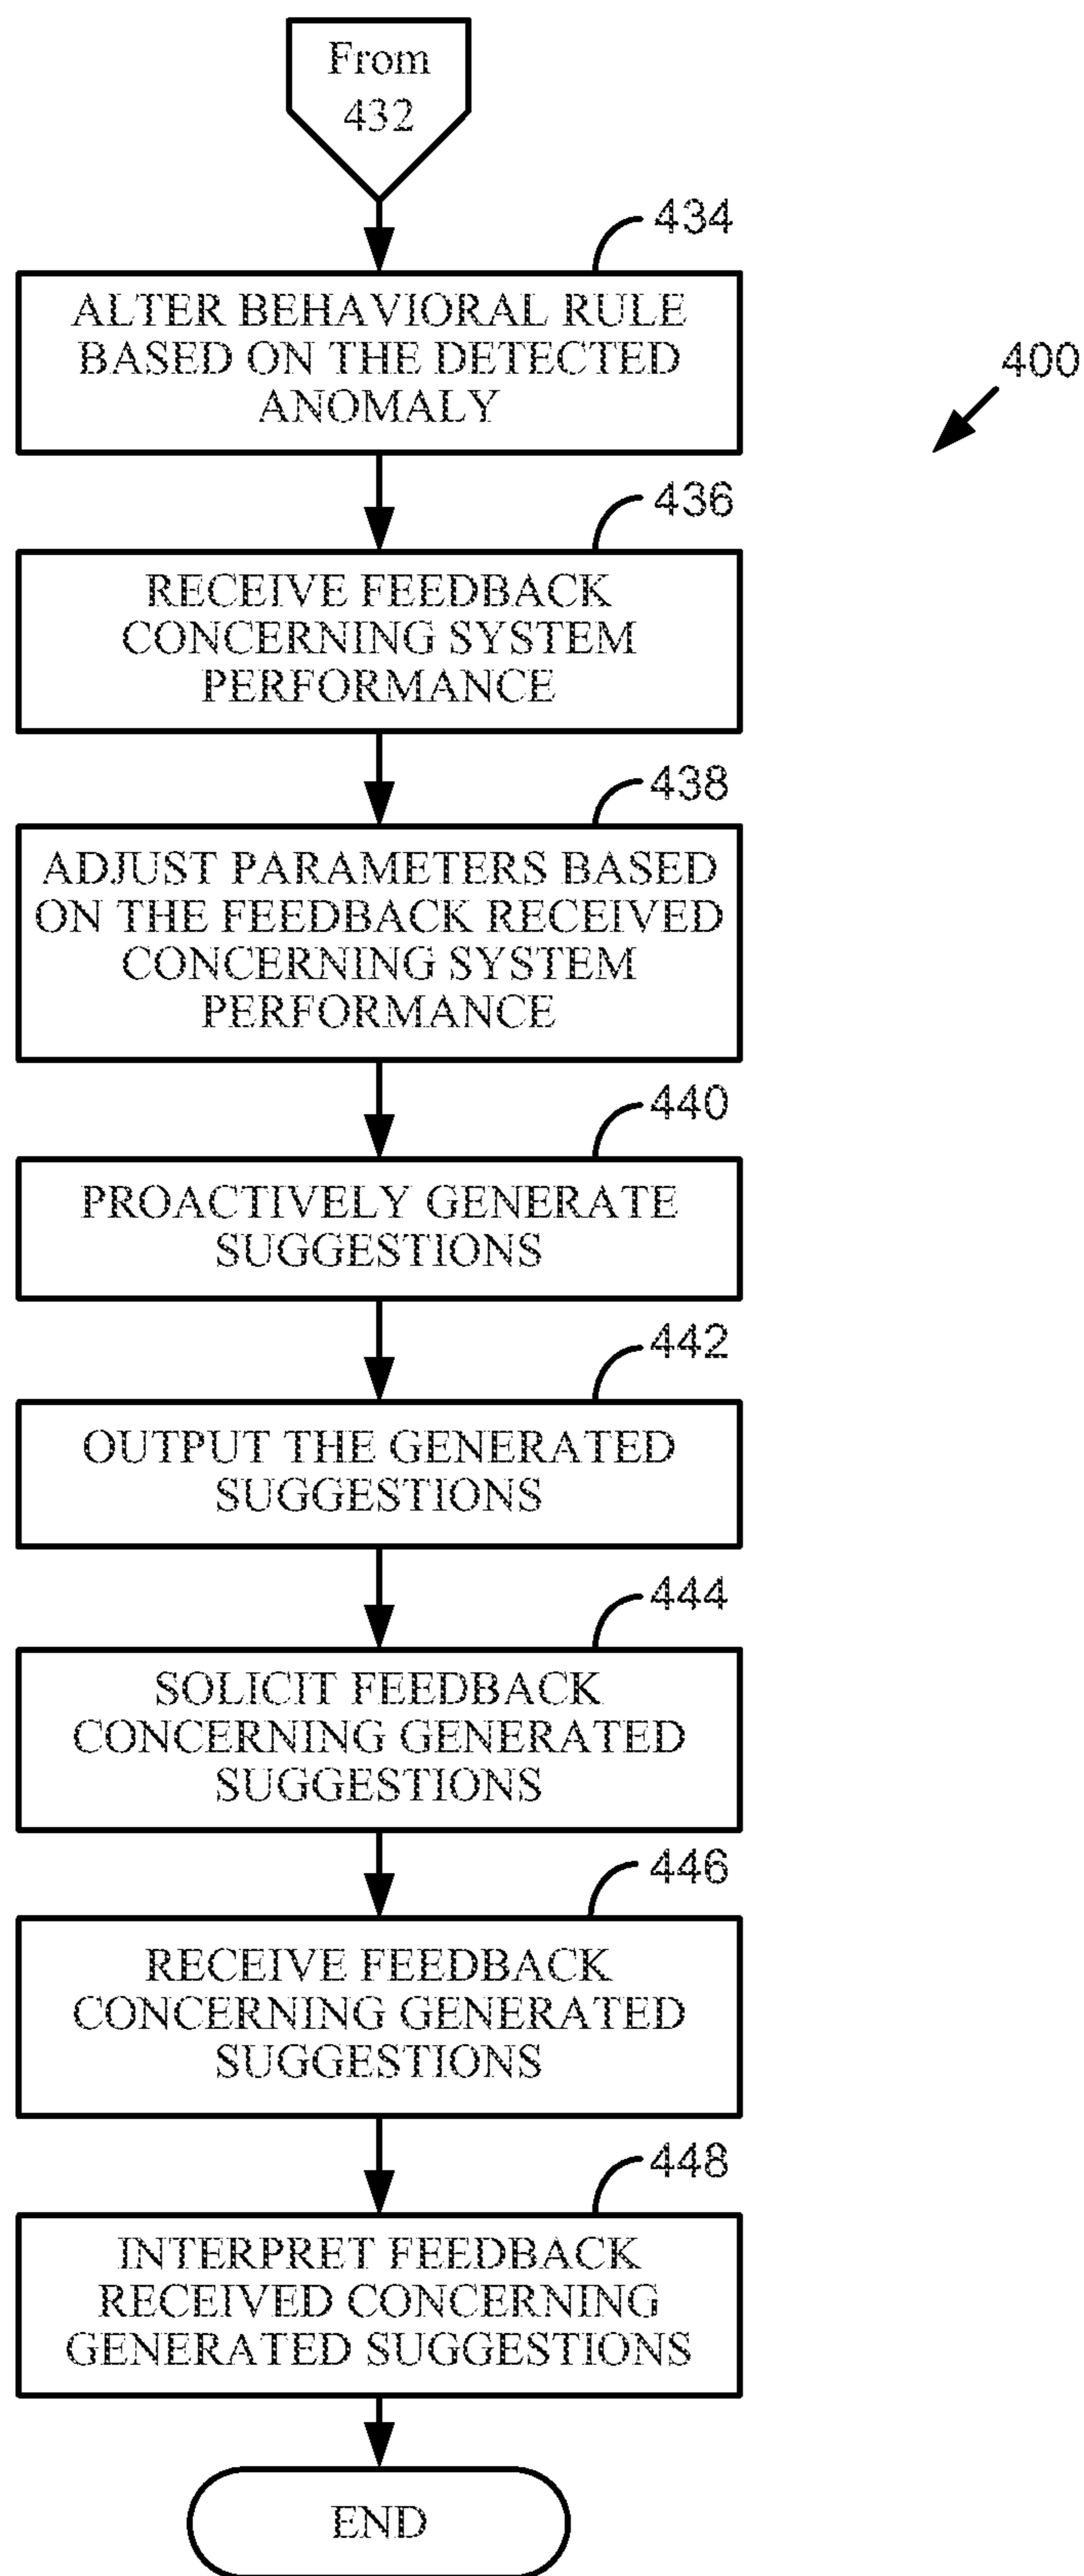 From
432
434
ALTER BEHAVIORAL RULE
BASED ON THE DETECTED
ANOMALY
400
436
RECEIVE FEEDBACK
CONCERNING SYSTEM
PERFORMANCE
438
ADJUST PARAMETERS BASED
ON THE FEEDBACK RECEIVED
CONCERNING SYSTEM
PERFORMANCE
440
PROACTIVELY GENERATE
SUGGESTIONS
442
OUTPUT THE GENERATED
SUGGESTIONS
444
SOLICIT FEEDBACK
CONCERNING GENERATED
SUGGESTIONS
446
RECEIVE FEEDBACK
CONCERNING GENERATED
SUGGESTIONS
448
INTERPRET FEEDBACK
RECEIVED CONCERNING
GENERATED SUGGESTIONS
END